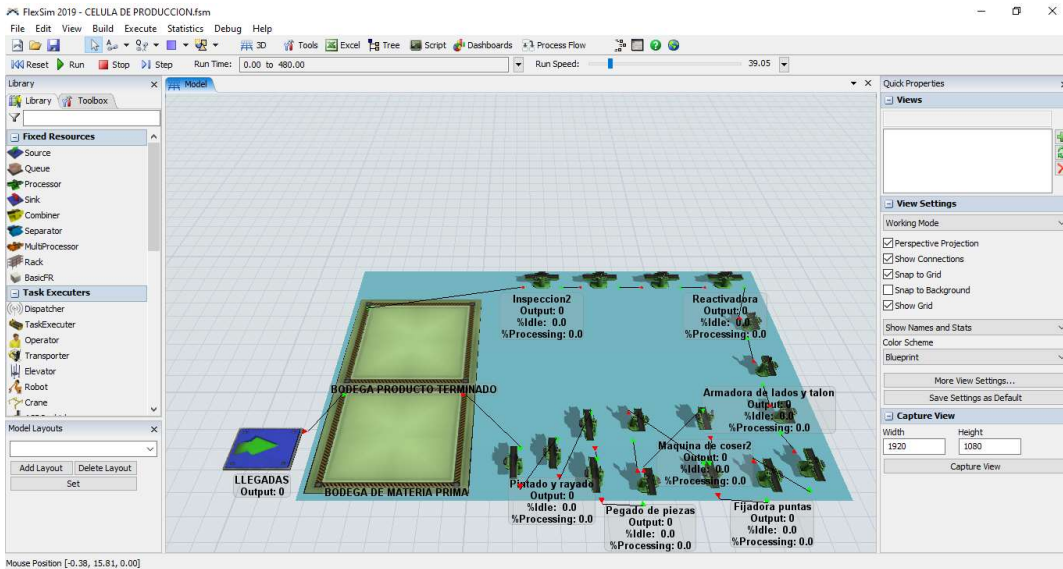 FlexSim 2019 - CELULA DE PRODUCCION.fsm
File Edit View Build Execute Statistics Debug Help
3D Tools Excel Tree Script Dashboards Process Flow
Reset Run Stop Step Run Time: 0.00 to 480.00 Run Speed: 39.05
Library
Library Toolbox
Fixed Resources
Source
Queue
Processor
Sink
Combiner
Separator
MultiProcessor
Rack
BasicFR
Task Executers
Dispatcher
TaskExecuter
Operator
Transporter
Elevator
Robot
Crane
Model Layouts
Add Layout Delete Layout
Set
Model
Inspeccion2
Output: 0
%Idle: 0.0
%Processing: 0.0
Reactivadora
Output: 0
%Idle: 0.0
%Processing: 0.0
BODEGA PRODUCTO TERMINADO
Armadora de lados y talon
Output: 0
%Idle: 0.0
%Processing: 0.0
Maquina de coser2
Output: 0
%Idle: 0.0
%Processing: 0.0
LLEGADAS
Output: 0
BODEGA DE MATERIA PRIMA
Pintado y rayado
Output: 0
%Idle: 0.0
%Processing: 0.0
Pegado de piezas
Output: 0
%Idle: 0.0
%Processing: 0.0
Fijadora puntas
Output: 0
%Idle: 0.0
%Processing: 0.0
Quick Properties
Views
View Settings
Working Mode
Perspective Projection
Show Connections
Snap to Grid
Snap to Background
Show Grid
Show Names and Stats
Color Scheme
Blueprint
More View Settings...
Save Settings as Default
Capture View
Width Height
1920 1080
Capture View
Mouse Position [-0.38, 15.81, 0.00]